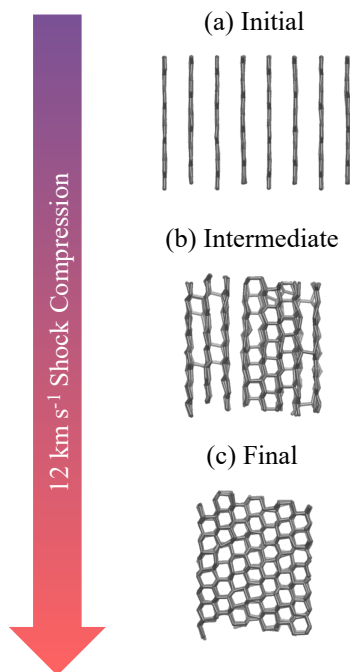 (a) Initial
12 km s⁻¹ Shock Compression
(b) Intermediate
(c) Final